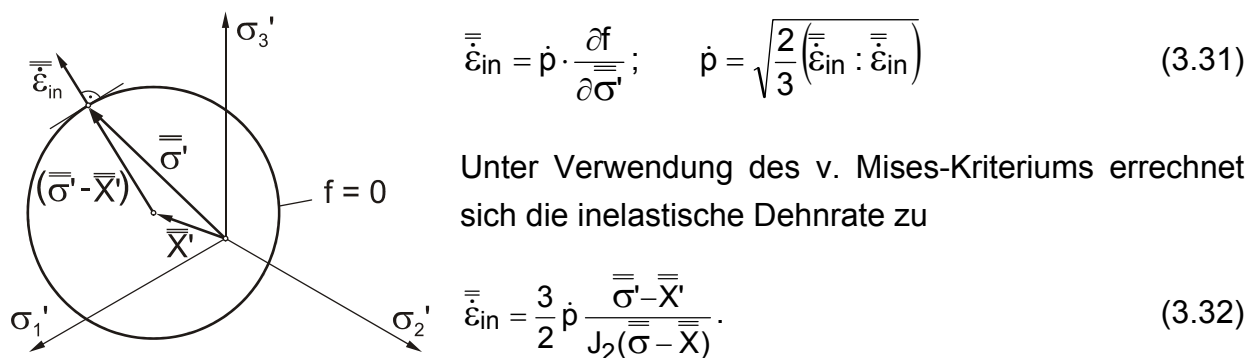 σ₃'
ε̿̇in
σ̿'
(σ̿'-X̿')
f = 0
X̿'
σ₁'
σ₂'
ε̿̇in = ṗ · ∂f / ∂σ̿' ; ṗ = √(2/3 (ε̿̇in : ε̿̇in)) (3.31)
Unter Verwendung des v. Mises-Kriteriums errechnet
sich die inelastische Dehnrate zu
ε̿̇in = 3/2 ṗ (σ̿'−X̿') / J₂(σ̿ − X̿) . (3.32)